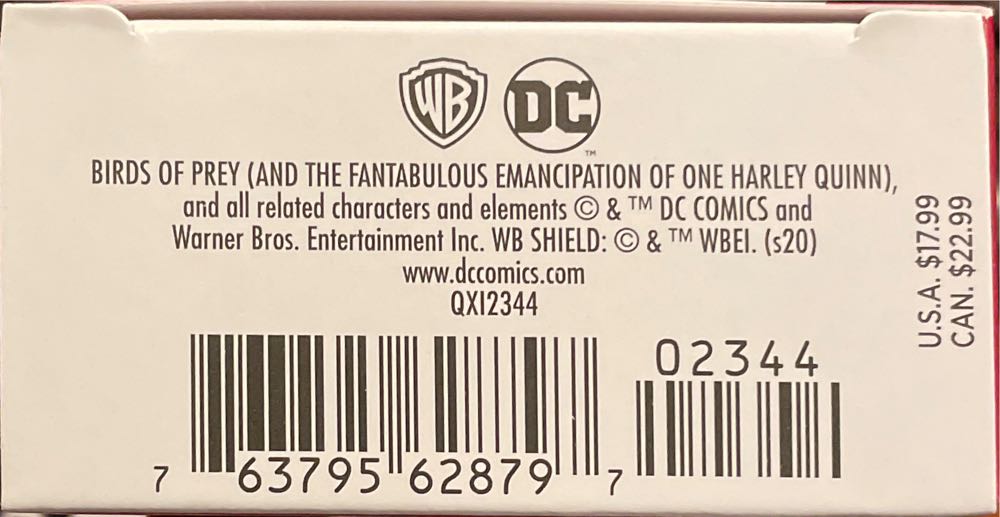 WB DC
TM
BIRDS OF PREY (AND THE FANTABULOUS EMANCIPATION OF ONE HARLEY QUINN),
and all related characters and elements © & ™ DC COMICS and
Warner Bros. Entertainment Inc. WB SHIELD: © & ™ WBEI. (s20)
www.dccomics.com
QXI2344
U.S.A. $17.99
CAN. $22.99
02344
7 63795 62879 7